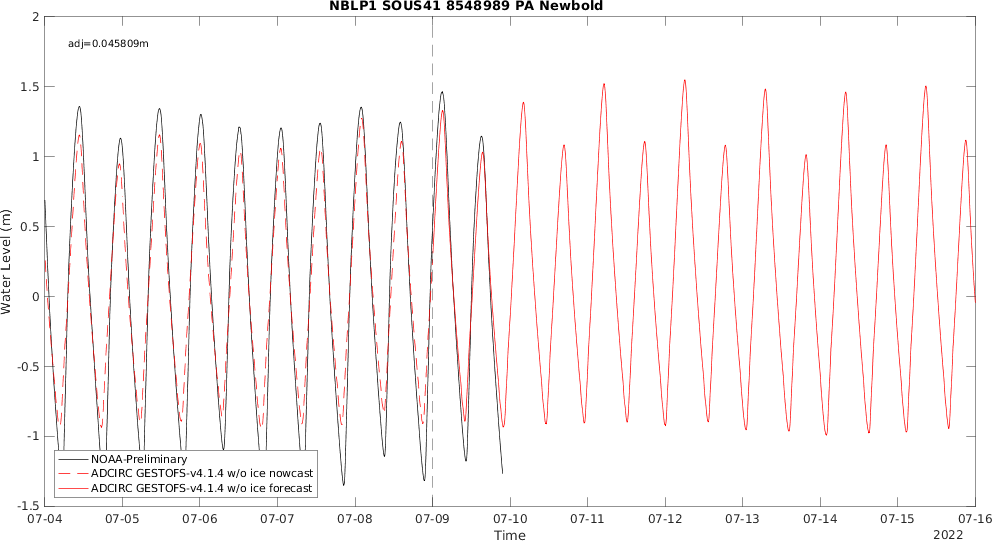 NBLP1 SOUS41 8548989 PA Newbold
adj=0.045809m
2
1.5
1
0.5
0
-0.5
-1
-1.5
Water Level (m)
NOAA-Preliminary
ADCIRC GESTOFS-v4.1.4 w/o ice nowcast
ADCIRC GESTOFS-v4.1.4 w/o ice forecast
07-04 07-05 07-06 07-07 07-08 07-09 07-10 07-11 07-12 07-13 07-14 07-15 07-16
Time
2022